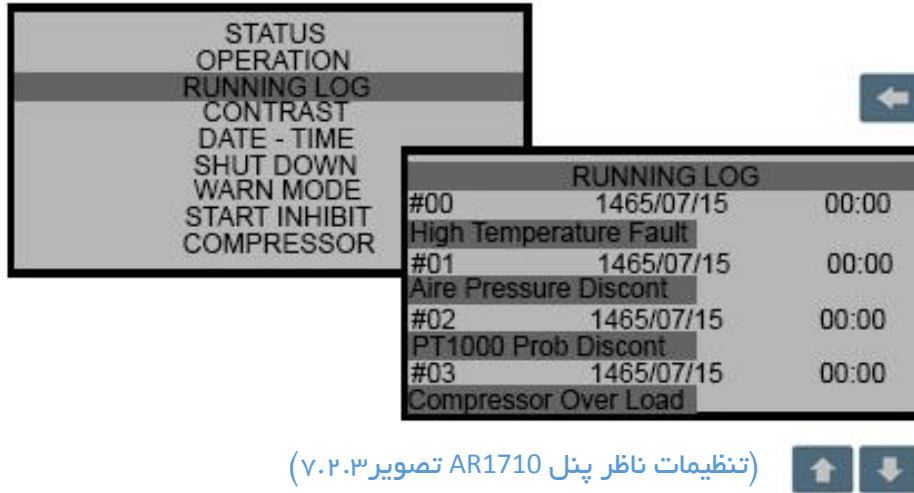 STATUS
OPERATION
RUNNING LOG
CONTRAST
DATE - TIME
SHUT DOWN
WARN MODE
START INHIBIT
COMPRESSOR
RUNNING LOG
#00 1465/07/15 00:00
High Temperature Fault
#01 1465/07/15 00:00
Aire Pressure Discont
#02 1465/07/15 00:00
PT1000 Prob Discont
#03 1465/07/15 00:00
Compressor Over Load
(تنظیمات ناظر پنل AR1710 تصویر۷.۲.۳)